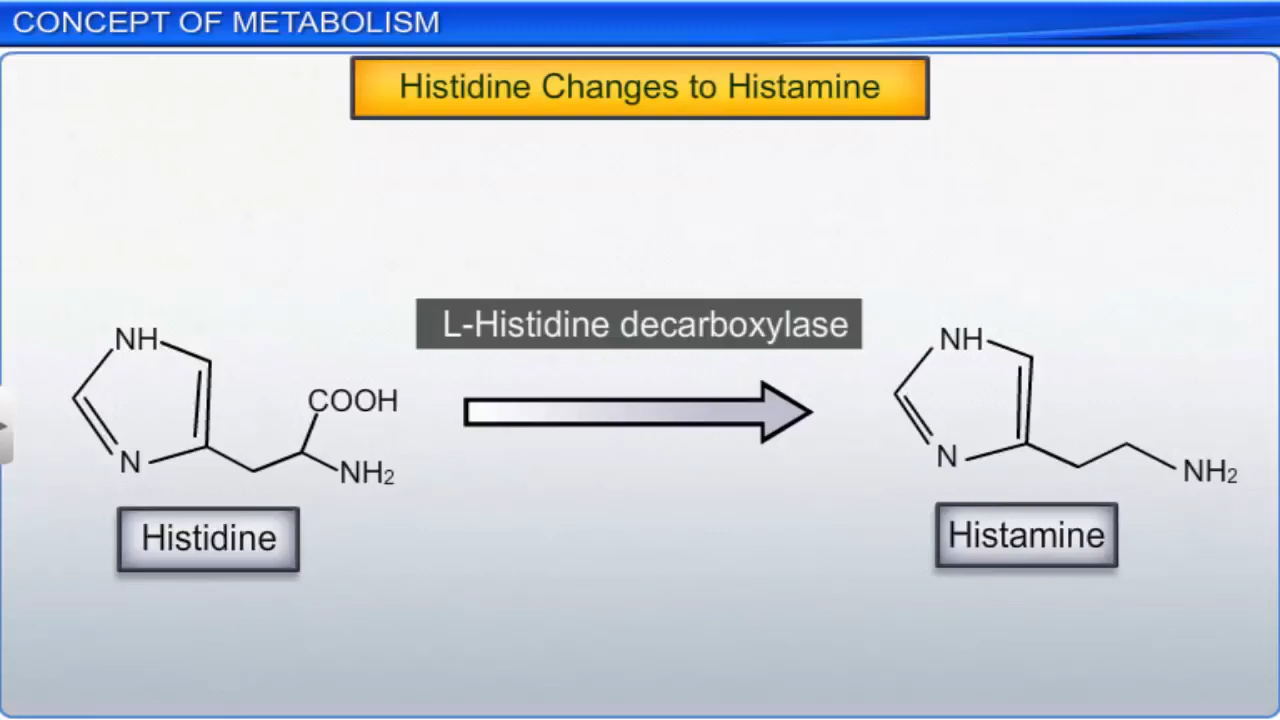 CONCEPT OF METABOLISM
Histidine Changes to Histamine
L-Histidine decarboxylase
NH
COOH
N
NH2
Histidine
NH
N
NH2
Histamine